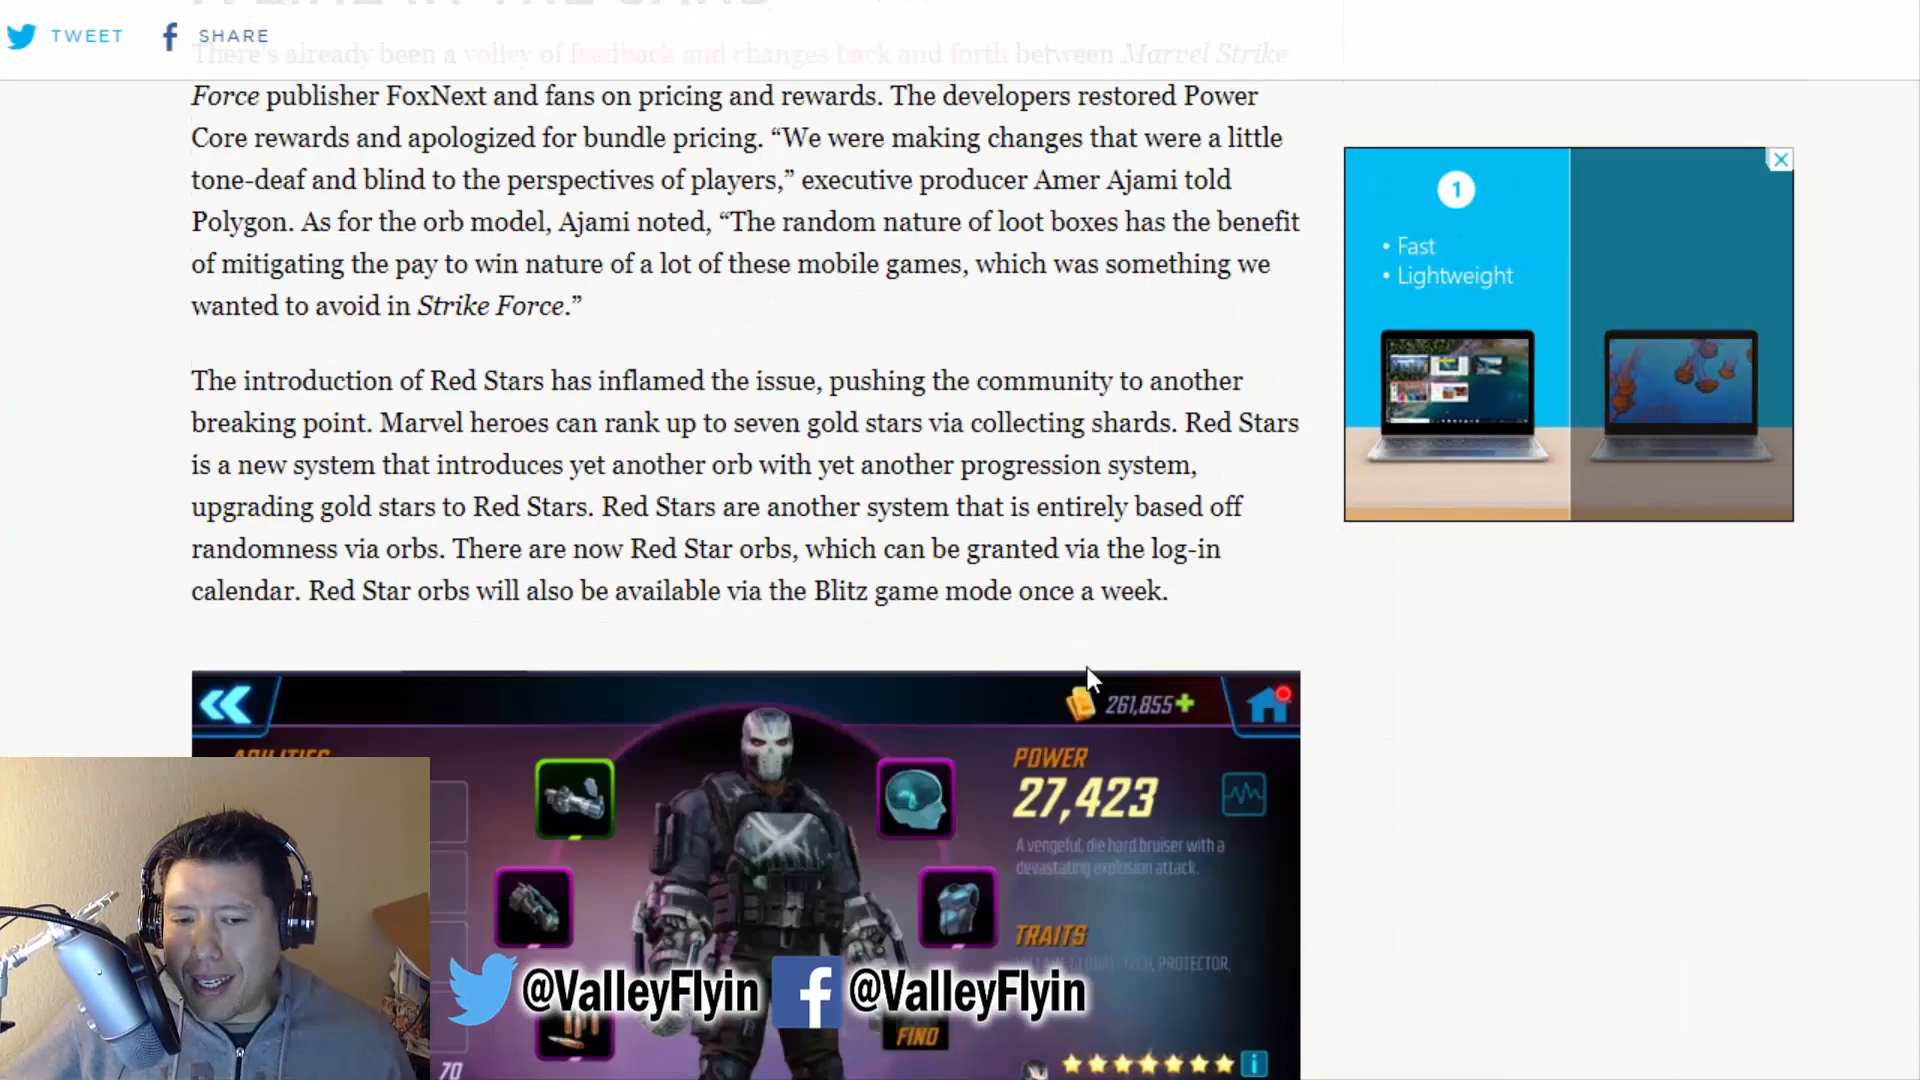 TWEET
SHARE
There's already been a volley of feedback and changes back and forth between Marvel Strike
Force publisher FoxNext and fans on pricing and rewards. The developers restored Power
Core rewards and apologized for bundle pricing. “We were making changes that were a little
tone-deaf and blind to the perspectives of players,” executive producer Amer Ajami told
Polygon. As for the orb model, Ajami noted, “The random nature of loot boxes has the benefit
of mitigating the pay to win nature of a lot of these mobile games, which was something we
wanted to avoid in Strike Force.”
The introduction of Red Stars has inflamed the issue, pushing the community to another
breaking point. Marvel heroes can rank up to seven gold stars via collecting shards. Red Stars
is a new system that introduces yet another orb with yet another progression system,
upgrading gold stars to Red Stars. Red Stars are another system that is entirely based off
randomness via orbs. There are now Red Star orbs, which can be granted via the log-in
calendar. Red Star orbs will also be available via the Blitz game mode once a week.
1
• Fast
• Lightweight
261,855
ABILITIES
POWER
27,423
A vengeful, die hard bruiser with a
devastating explosion attack.
TRAITS
TECH, PROTECTOR,
@ValleyFlyin
@ValleyFlyin
FIND
70